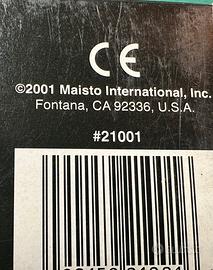 CE
©2001 Maisto International, Inc.
Fontana, CA 92336, U.S.A.
#21001